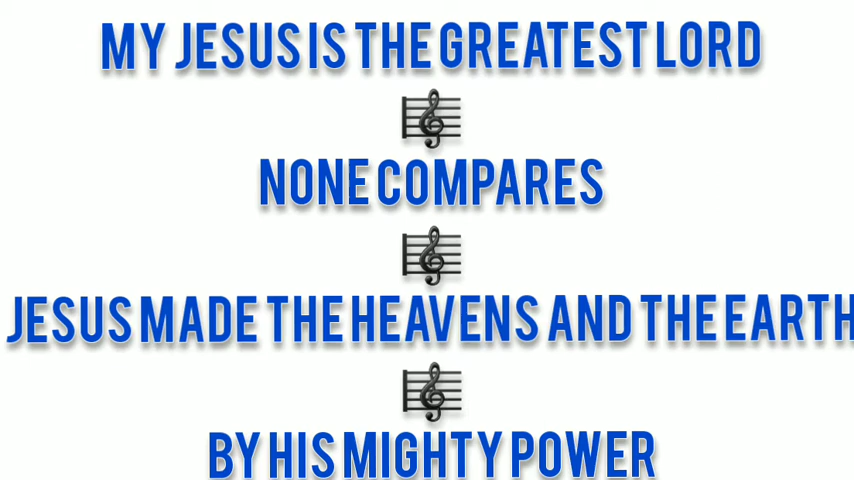 MY JESUS IS THE GREATEST LORD
NONE COMPARES
JESUS MADE THE HEAVENS AND THE EARTH
BY HIS MIGHTY POWER